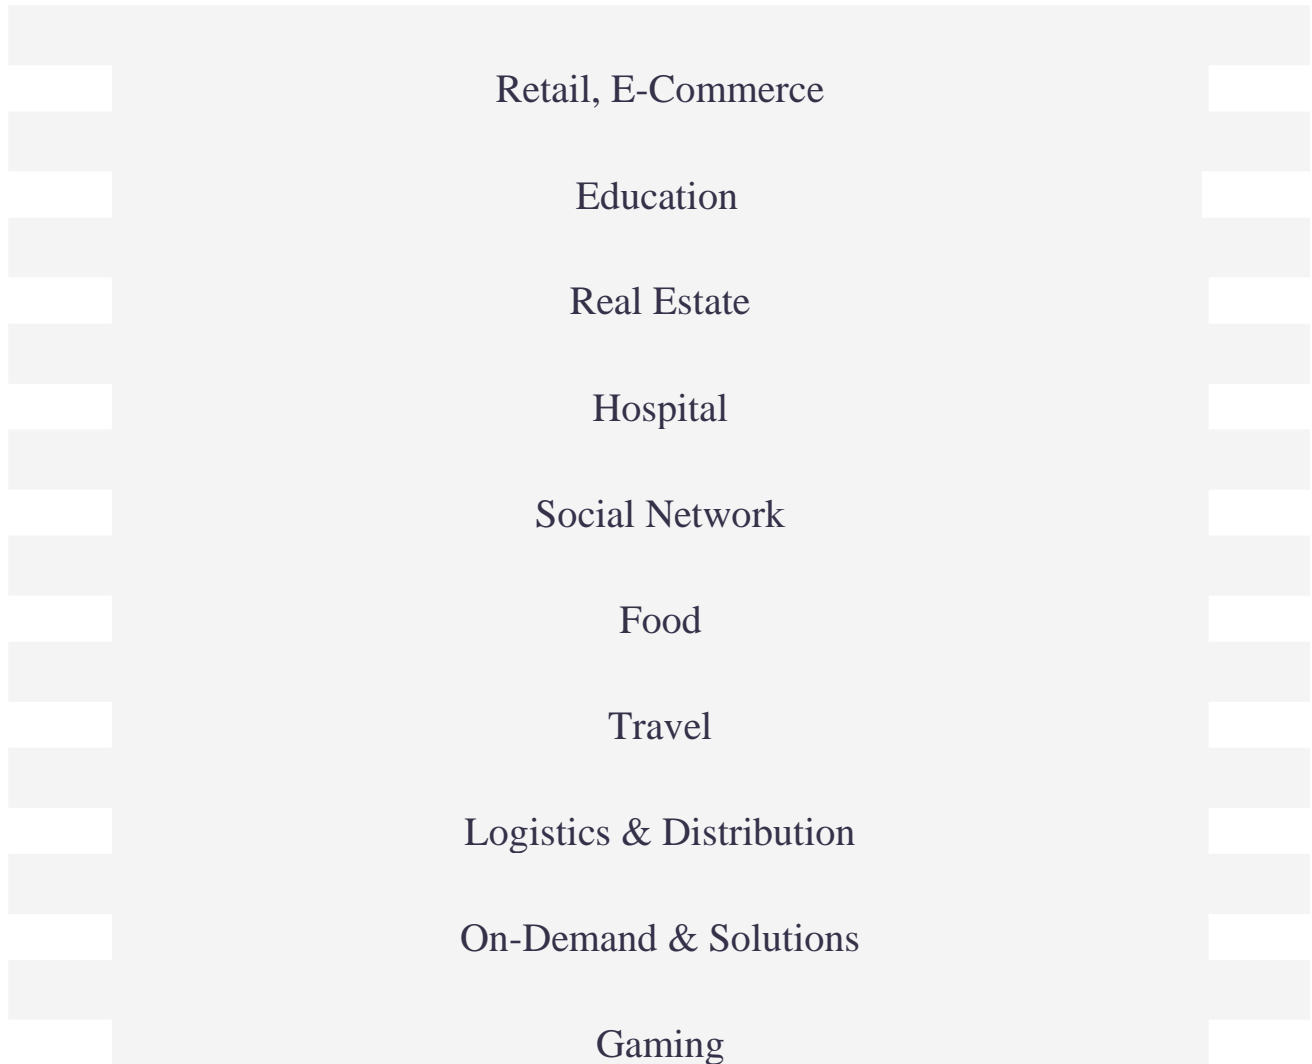 Retail, E-Commerce
Education
Real Estate
Hospital
Social Network
Food
Travel
Logistics & Distribution
On-Demand & Solutions
Gaming